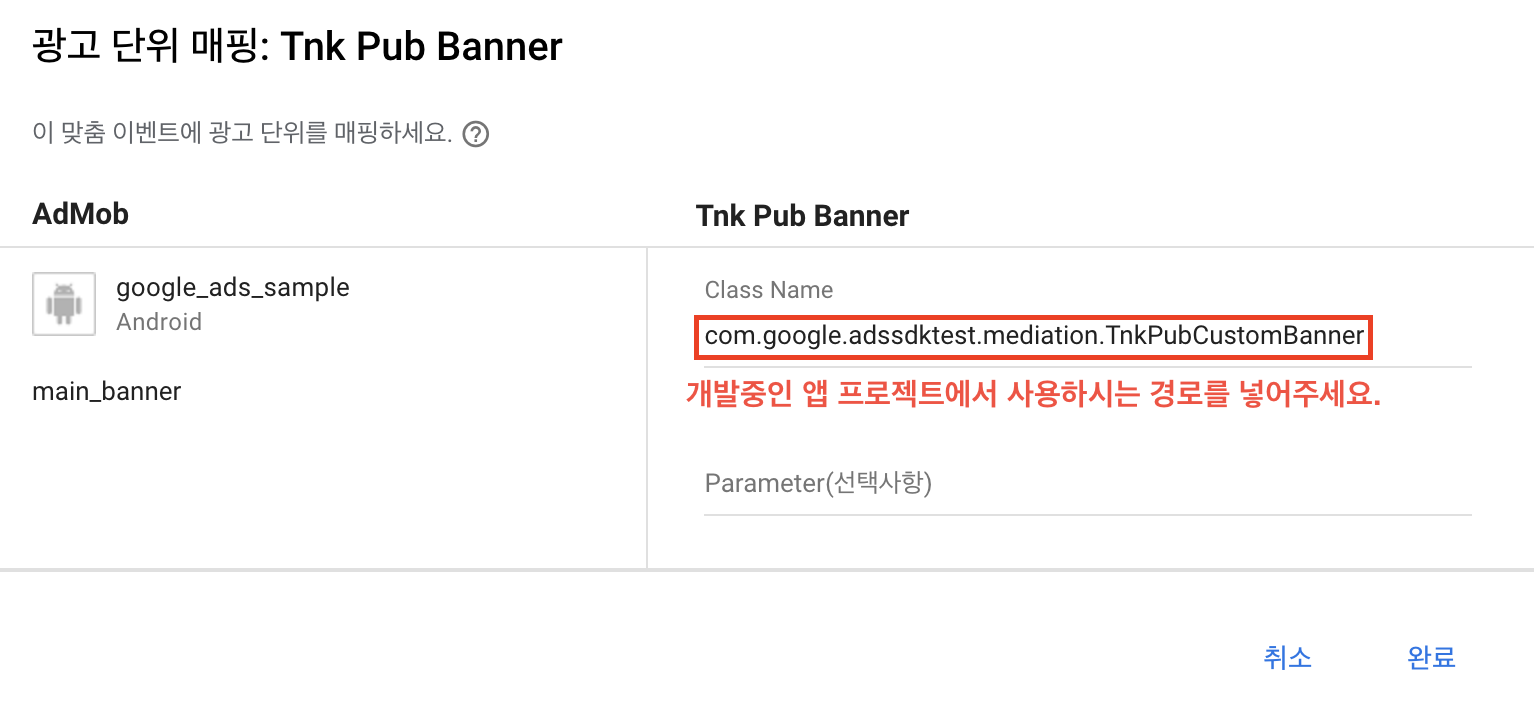 광고 단위 매핑: Tnk Pub Banner
이 맞춤 이벤트에 광고 단위를 매핑하세요. ?
AdMob
Tnk Pub Banner
google_ads_sample
Android
main_banner
Class Name
com.google.adssdktest.mediation.TnkPubCustomBanner
개발중인 앱 프로젝트에서 사용하시는 경로를 넣어주세요.
Parameter(선택사항)
취소
완료